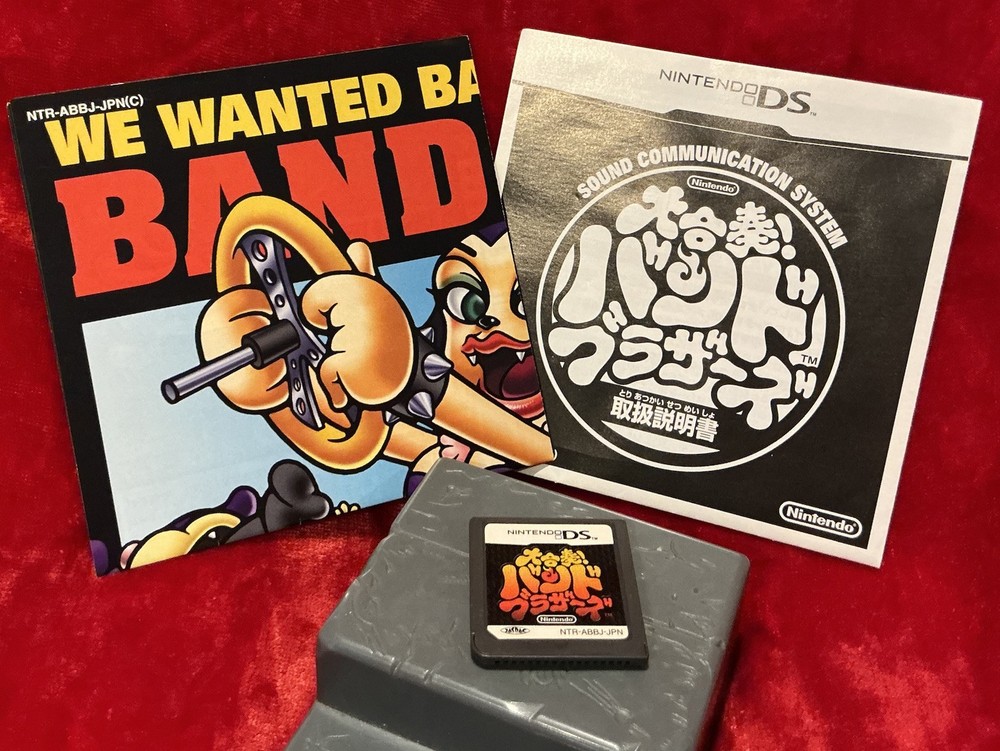 NTR-ABBJ-JPN(C)
WE WANTED BA
BAND
NINTENDO DS™
SOUND COMMUNICATION SYSTEM
Nintendo
大合奏!
バンド
ブラザーズ
TM
とり あつかい せつ めい しょ
取扱説明書
Nintendo
NINTENDO DS™
大合奏!
バンド
ブラザーズ
TM
Nintendo
NTR-ABBJ-JPN